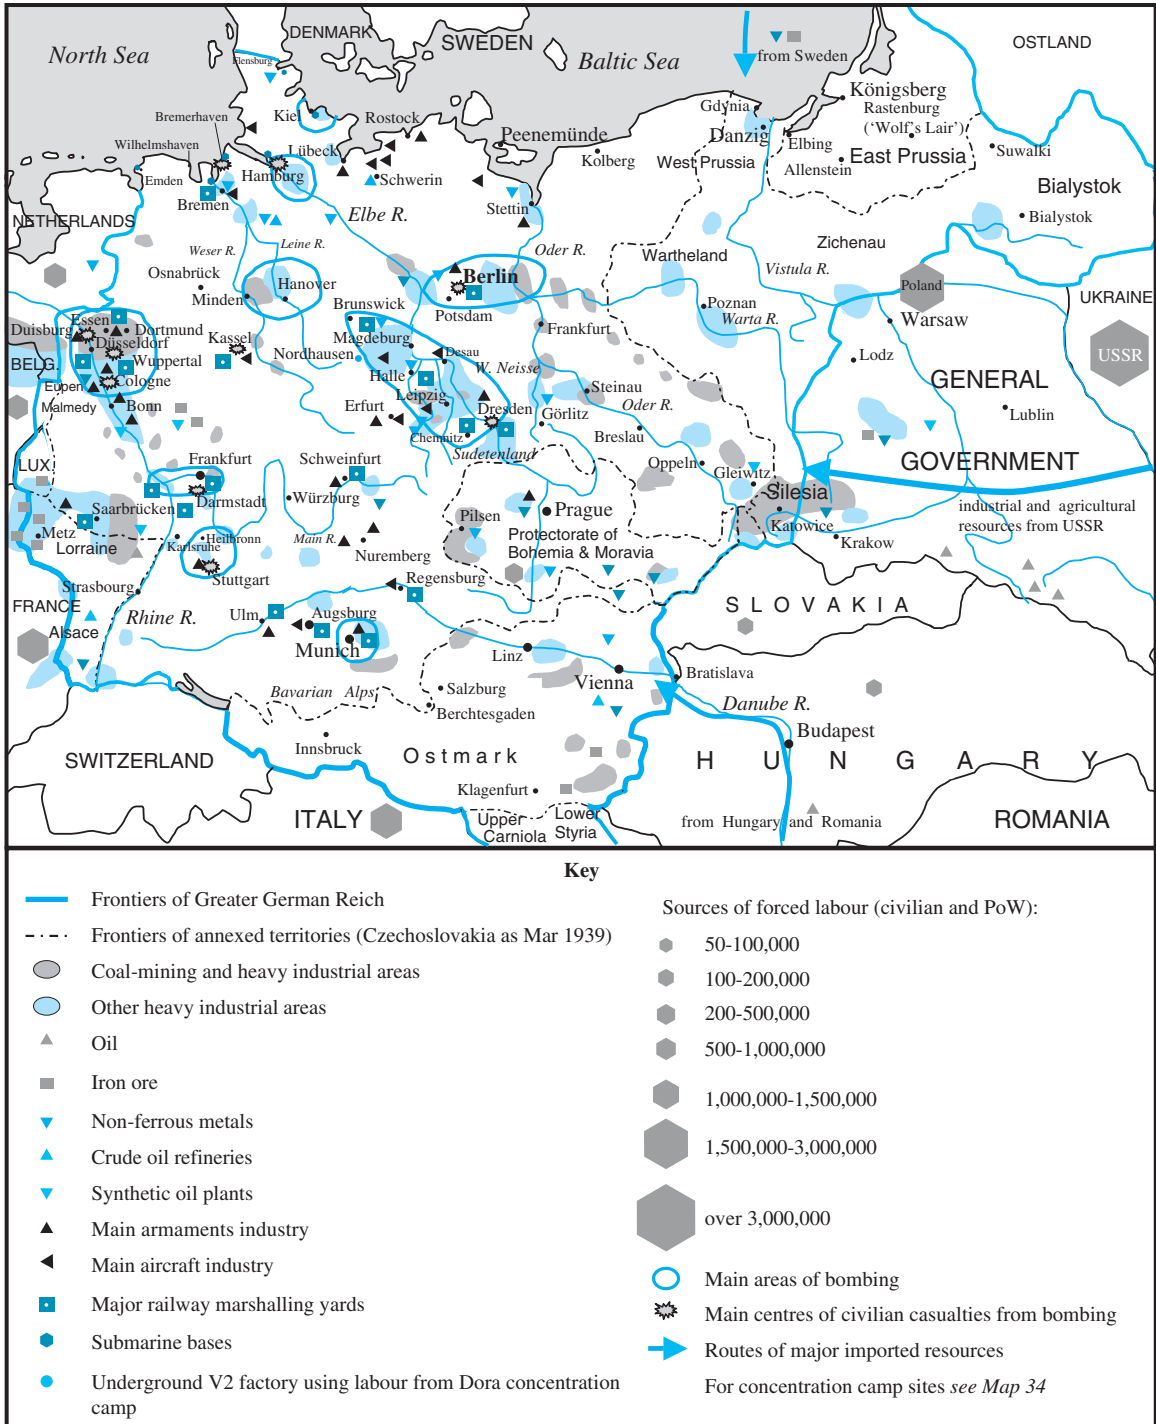 North Sea
DENMARK
SWEDEN
Baltic Sea
from Sweden
OSTLAND
Flensburg
Königsberg
Rastenburg
('Wolf's Lair')
Gdynia
Danzig
Elbing
East Prussia
Allenstein
Suwalki
Bremerhaven
Kiel
Rostock
Peenemünde
Kolberg
West Prussia
Wilhelmshaven
Lübeck
Hamburg
Schwerin
Emden
Bremen
Stettin
Bialystok
Bialystok
NETHERLANDS
Elbe R.
Weser R.
Leine R.
Oder R.
Wartheland
Zichenau
Vistula R.
Osnabrück
Minden
Hanover
Berlin
Potsdam
Brunswick
Poland
UKRAINE
Poznan
Warta R.
Warsaw
Essen
Duisburg
Dortmund
Düsseldorf
Wuppertal
Kassel
Magdeburg
Frankfurt
BELG.
Cologne
Nordhausen
Desau
Halle
W. Neisse
Lodz
USSR
Eupen
Malmedy
Bonn
Leipzig
Steinau
Oder R.
GENERAL
Erfurt
Dresden
Görlitz
Breslau
Lublin
Chemnitz
Sudetenland
LUX
Frankfurt
Schweinfurt
Oppeln
Gleiwitz
GOVERNMENT
Darmstadt
Würzburg
Silesia
Saarbrücken
Pilsen
Prague
Katowice
industrial and agricultural
resources from USSR
Metz
Lorraine
Karlsruhe
Heilbronn
Main R.
Nuremberg
Protectorate of
Bohemia & Moravia
Krakow
Stuttgart
Strasbourg
Regensburg
FRANCE
Alsace
Rhine R.
Ulm
Augsburg
SLOVAKIA
Munich
Linz
Vienna
Bratislava
Bavarian Alps
Salzburg
Berchtesgaden
Danube R.
Budapest
SWITZERLAND
Innsbruck
Ostmark
HUNGARY
Klagenfurt
ITALY
Upper
Carniola
Lower
Styria
from Hungary and Romania
ROMANIA
Key
Frontiers of Greater German Reich
Frontiers of annexed territories (Czechoslovakia as Mar 1939)
Coal-mining and heavy industrial areas
Other heavy industrial areas
Oil
Iron ore
Non-ferrous metals
Crude oil refineries
Synthetic oil plants
Main armaments industry
Main aircraft industry
Major railway marshalling yards
Submarine bases
Underground V2 factory using labour from Dora concentration
camp
Sources of forced labour (civilian and PoW):
50-100,000
100-200,000
200-500,000
500-1,000,000
1,000,000-1,500,000
1,500,000-3,000,000
over 3,000,000
Main areas of bombing
Main centres of civilian casualties from bombing
Routes of major imported resources
For concentration camp sites see Map 34